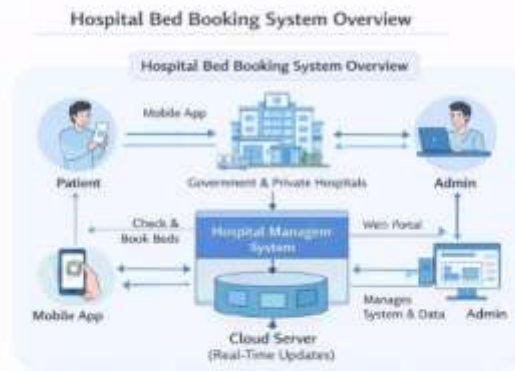 Hospital Bed Booking System Overview
Hospital Bed Booking System Overview
Mobile App
Patient
Government & Private Hospitals
Admin
Check &
Book Beds
Hospital Managem
System
Web Portal
Mobile App
Manages
System & Data
Admin
Cloud Server
(Real-Time Updates)